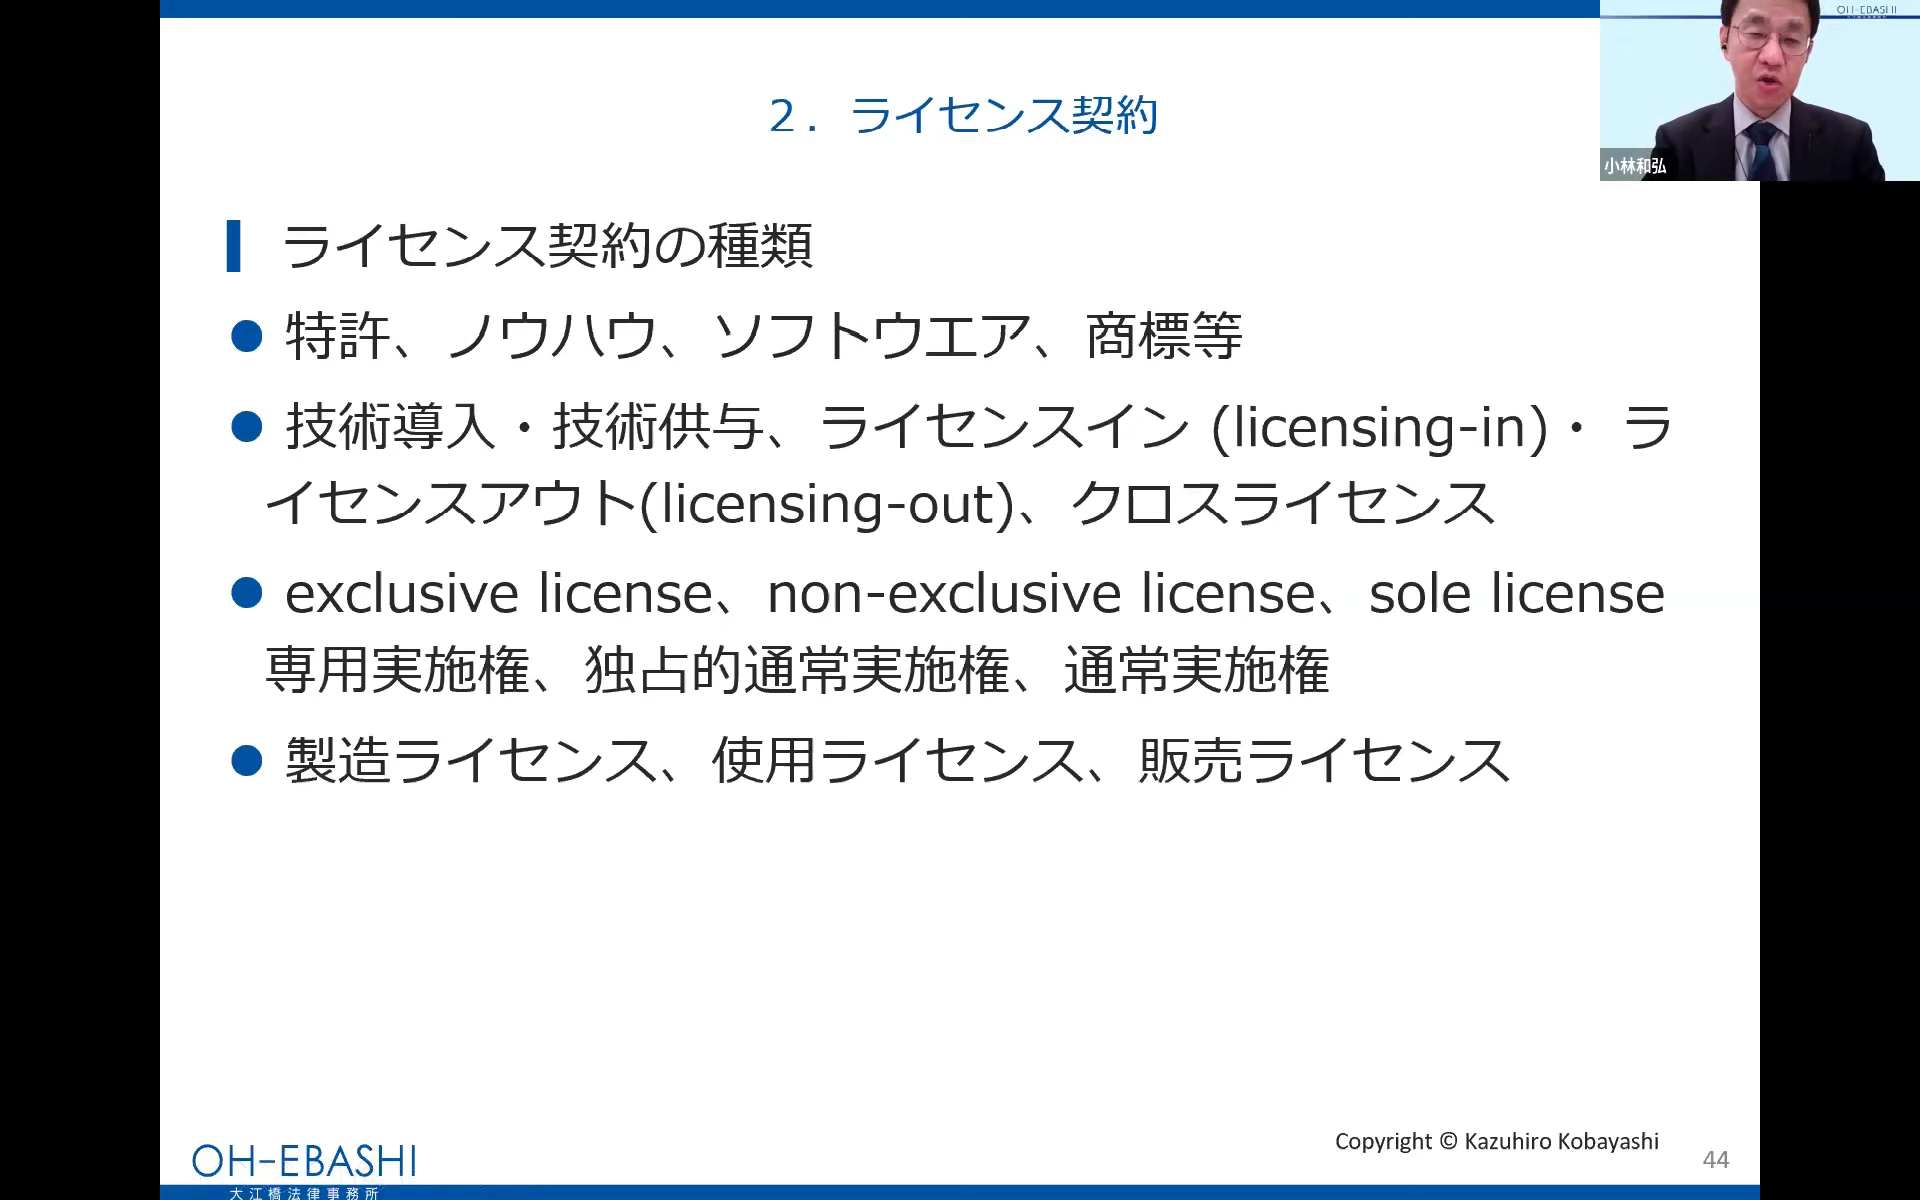 OH-EBASHI
小林和弘
２．ライセンス契約
ライセンス契約の種類
特許、ノウハウ、ソフトウエア、商標等
技術導入・技術供与、ライセンスイン (licensing-in)・ ラ
イセンスアウト(licensing-out)、クロスライセンス
exclusive license、non-exclusive license、sole license
専用実施権、独占的通常実施権、通常実施権
製造ライセンス、使用ライセンス、販売ライセンス
Copyright © Kazuhiro Kobayashi
44
OH-EBASHI
大江橋法律事務所